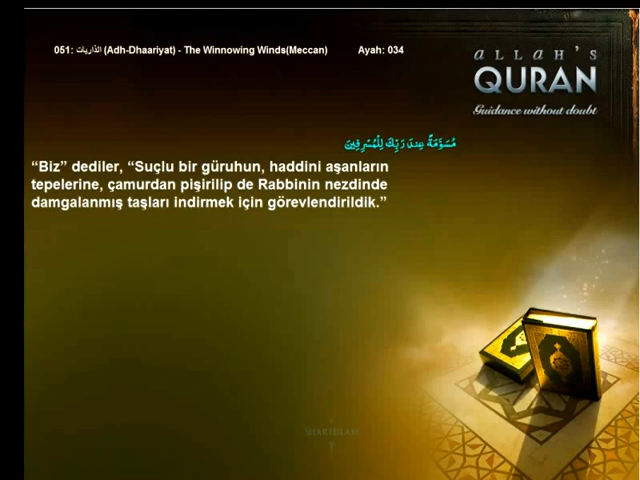 051: الذاريات (Adh-Dhaariyat) - The Winnowing Winds(Meccan) Ayah: 034
ALLAH'S
QURAN
Guidance without doubt
مُسَوَّمَةً عِندَ رَبِّكَ لِلْمُسْرِفِينَ
“Biz” dediler, “Suçlu bir güruhun, haddini aşanların
tepelerine, çamurdan pişirilip de Rabbinin nezdinde
damgalanmış taşları indirmek için görevlendirildik.”